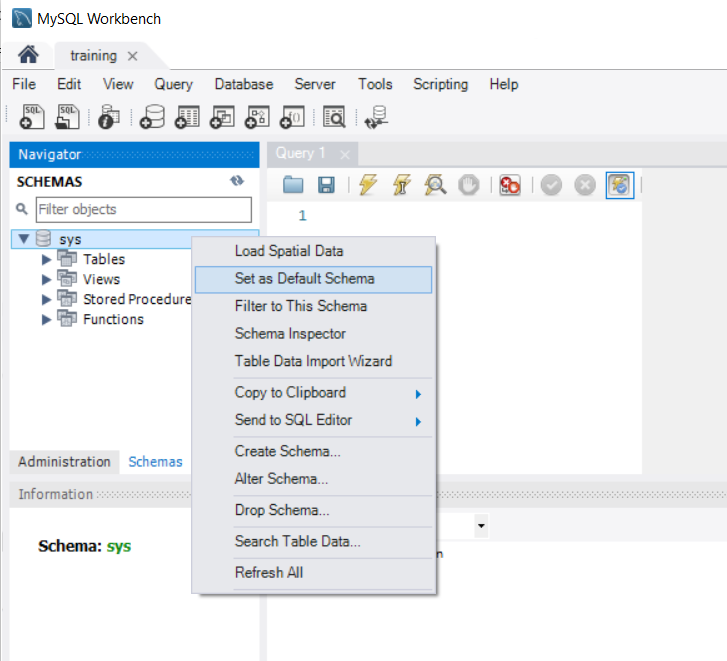 MySQL Workbench
training
File Edit View Query Database Server Tools Scripting Help
SQL SQL
Navigator
Query 1
SCHEMAS
Filter objects
1
sys
Tables
Views
Stored Procedure
Functions
Load Spatial Data
Set as Default Schema
Filter to This Schema
Schema Inspector
Table Data Import Wizard
Copy to Clipboard
Send to SQL Editor
Create Schema...
Alter Schema...
Drop Schema...
Search Table Data...
Refresh All
Administration Schemas
Information
Schema: sys
n